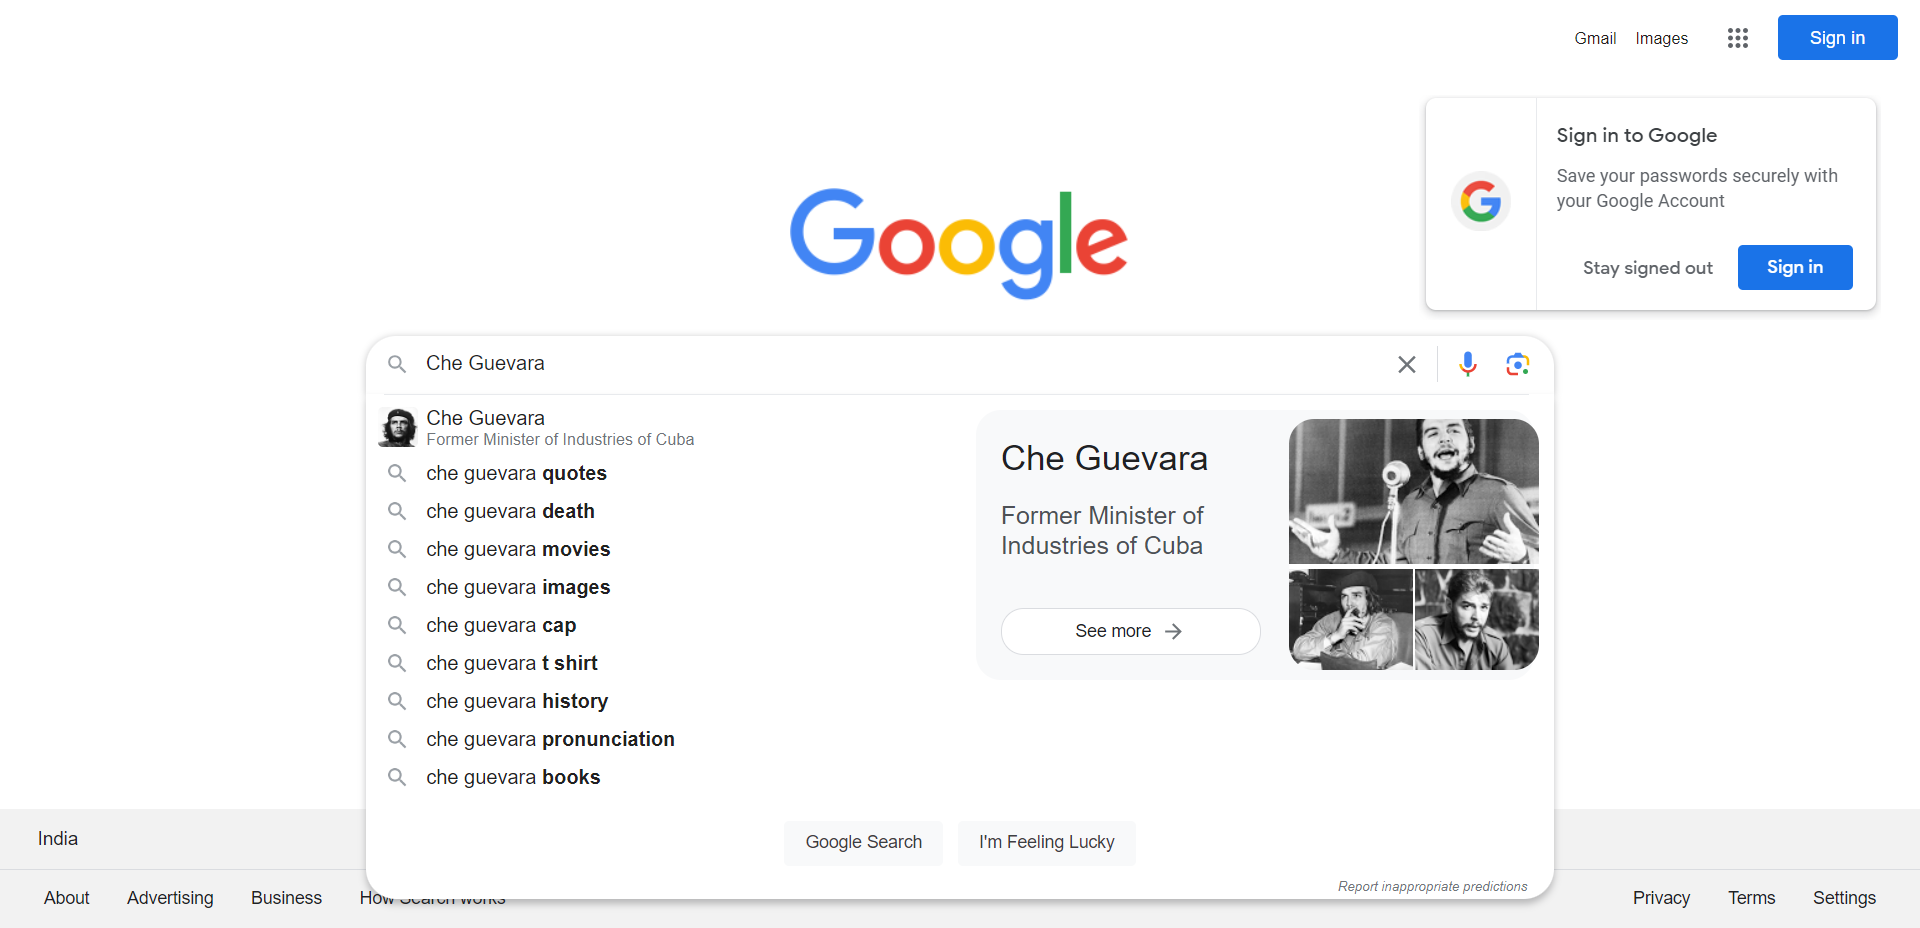 Gmail Images Sign in
Sign in to Google
Save your passwords securely with
your Google Account
Stay signed out Sign in
Google
Che Guevara
Che Guevara
Former Minister of Industries of Cuba
che guevara quotes
che guevara death
che guevara movies
che guevara images
che guevara cap
che guevara t shirt
che guevara history
che guevara pronunciation
che guevara books
Che Guevara
Former Minister of
Industries of Cuba
See more
Google Search I'm Feeling Lucky
Report inappropriate predictions
India
About Advertising Business How Search works
Privacy Terms Settings